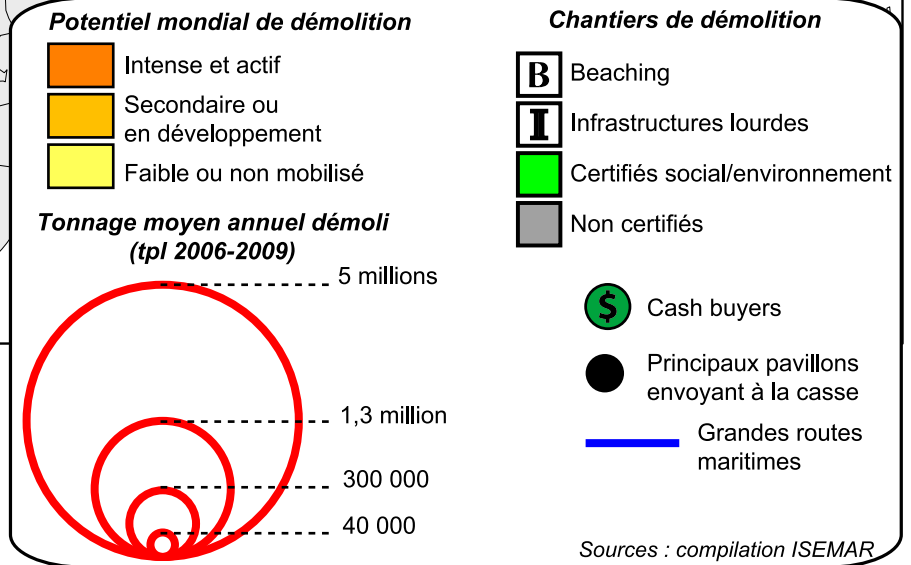 Potentiel mondial de démolition
Intense et actif
Secondaire ou
en développement
Faible ou non mobilisé
Tonnage moyen annuel démoli
(tpl 2006-2009)
5 millions
1,3 million
300 000
40 000
Chantiers de démolition
B Beaching
I Infrastructures lourdes
Certifiés social/environnement
Non certifiés
$ Cash buyers
Principaux pavillons
envoyant à la casse
Grandes routes
maritimes
Sources : compilation ISEMAR